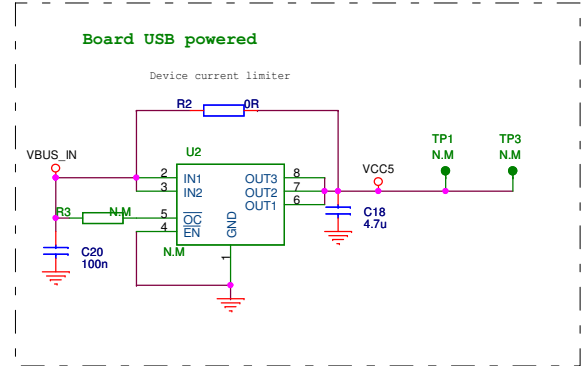 Board USB powered
Device current limiter
R2 0R
TP1 TP3
U2 N.M N.M
VBUS_IN VCC5
2 IN1 OUT3 8
3 IN2 OUT2 7
OUT1 6
R3 N.M 5 OC C18
4 EN GND 4.7u
C20 N.M 1
100n